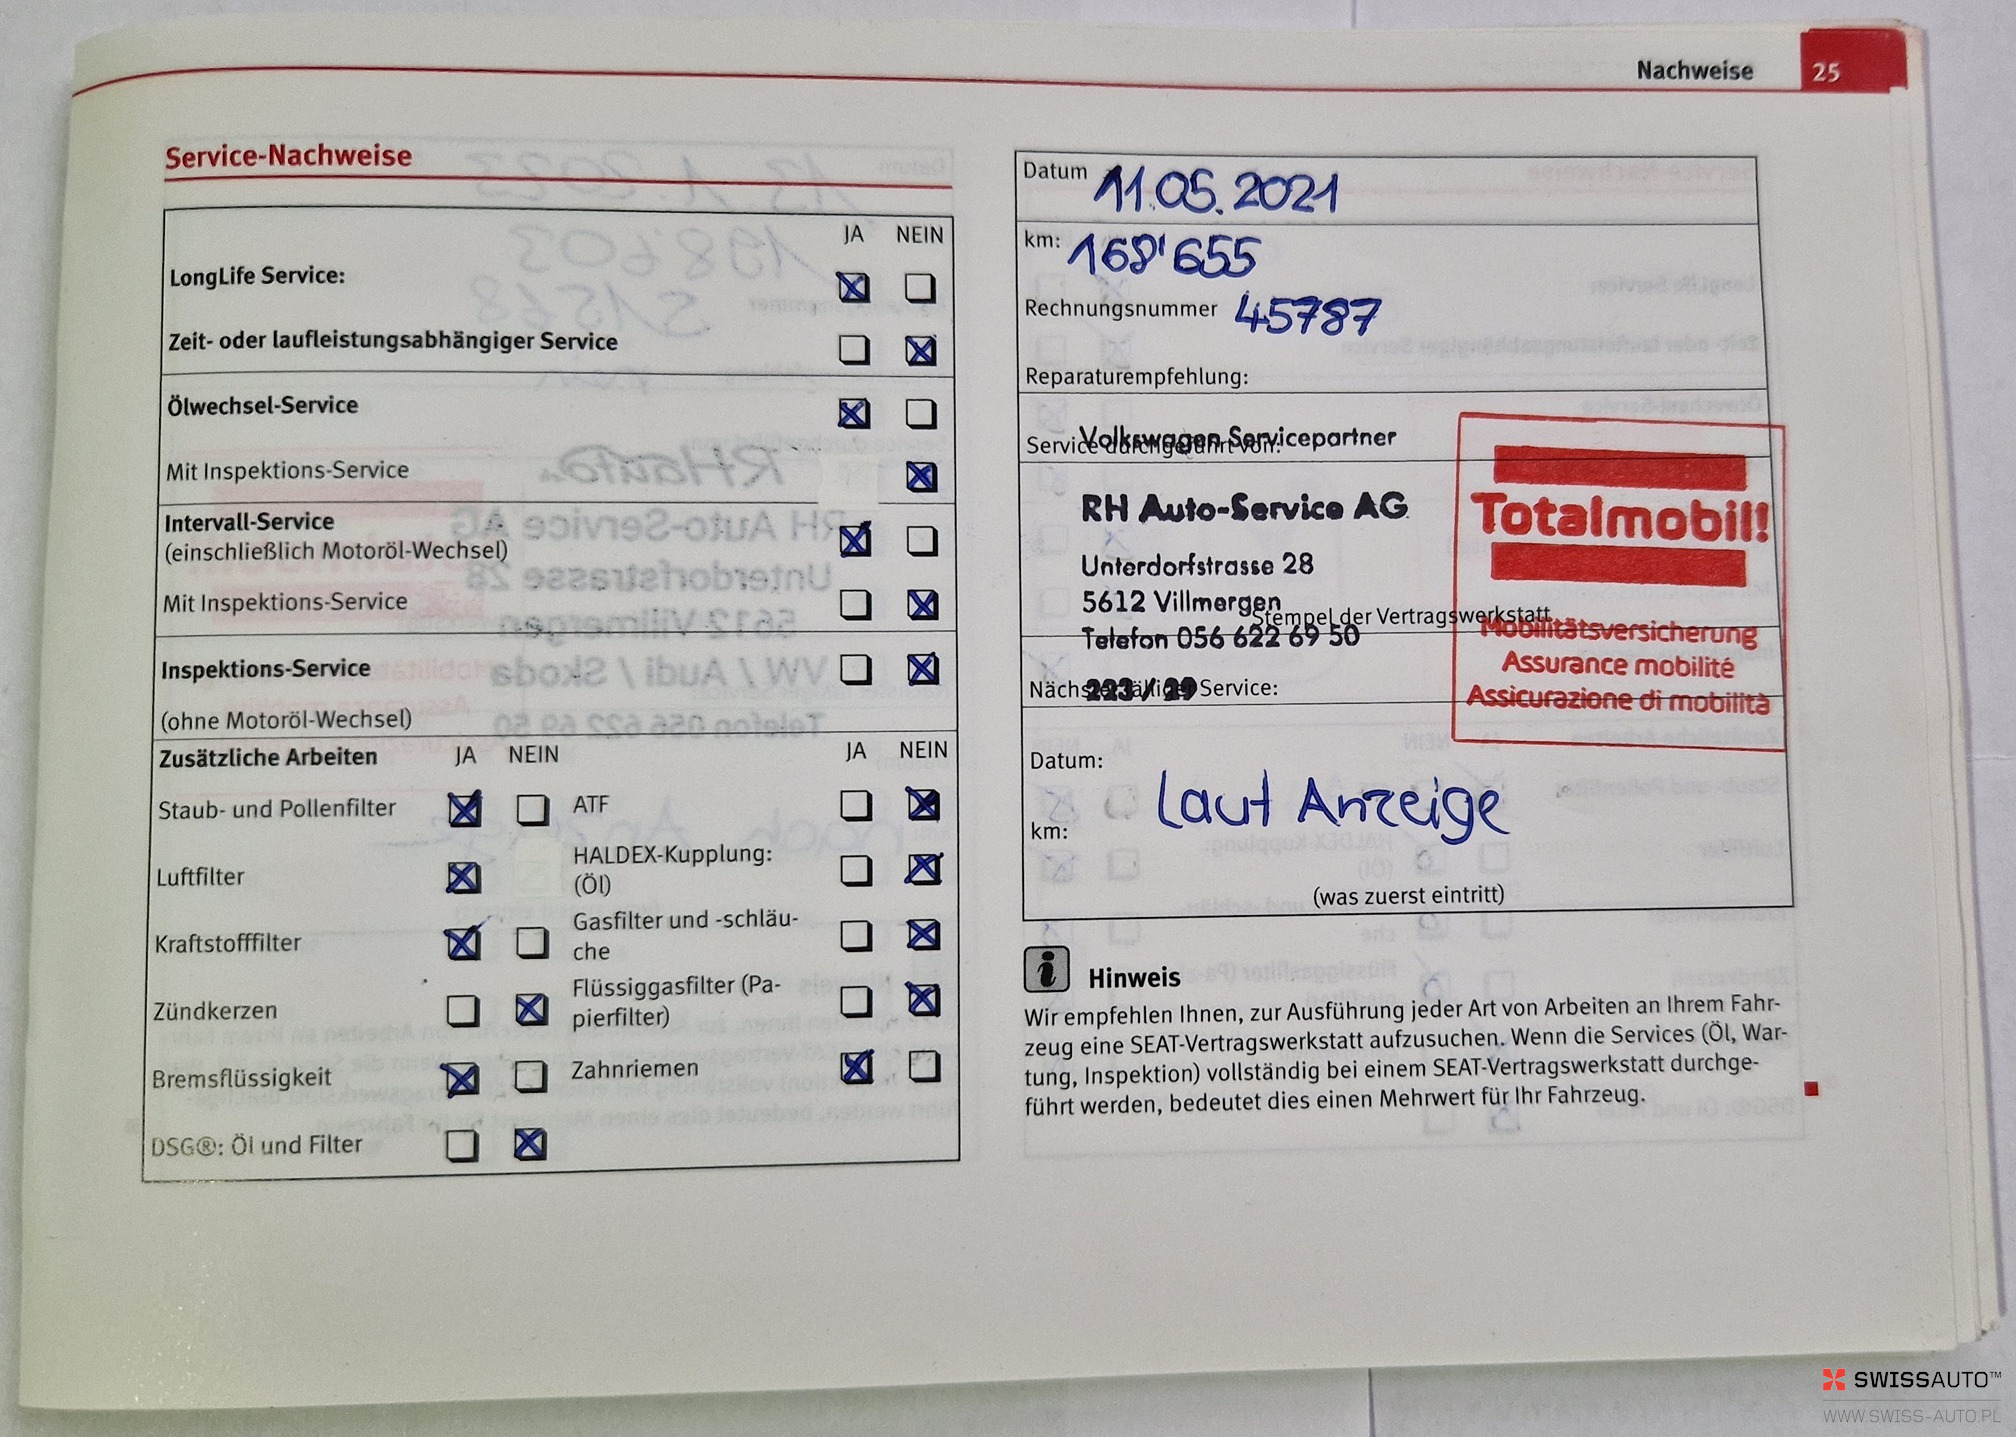 Nachweise 25
Service-Nachweise
JA NEIN
LongLife Service:
Zeit- oder laufleistungsabhängiger Service
Ölwechsel-Service
Mit Inspektions-Service
Intervall-Service
(einschließlich Motoröl-Wechsel)
Mit Inspektions-Service
Inspektions-Service
(ohne Motoröl-Wechsel)
Zusätzliche Arbeiten JA NEIN JA NEIN
Staub- und Pollenfilter ATF
Luftfilter HALDEX-Kupplung:
(Öl)
Kraftstofffilter Gasfilter und -schläu-
che
Zündkerzen Flüssiggasfilter (Pa-
pierfilter)
Bremsflüssigkeit Zahnriemen
DSG®: Öl und Filter
Datum 11.05.2021
km: 168'655
Rechnungsnummer 45787
Reparaturempfehlung:
Volkswagen Servicepartner
Service durchgeführt von:
RH Auto-Service AG
Unterdorfstrasse 28
5612 Villmergen
Stempel der Vertragswerkstatt
Telefon 056 622 69 50
Nächster fälliger Service:
223 / 29
Totalmobil!
Mobilitätsversicherung
Assurance mobilité
Assicurazione di mobilità
Datum:
Laut Anzeige
km:
(was zuerst eintritt)
i Hinweis
Wir empfehlen Ihnen, zur Ausführung jeder Art von Arbeiten an Ihrem Fahr-
zeug eine SEAT-Vertragswerkstatt aufzusuchen. Wenn die Services (Öl, War-
tung, Inspektion) vollständig bei einem SEAT-Vertragswerkstatt durchge-
führt werden, bedeutet dies einen Mehrwert für Ihr Fahrzeug.
SWISSAUTO™
WWW.SWISS-AUTO.PL